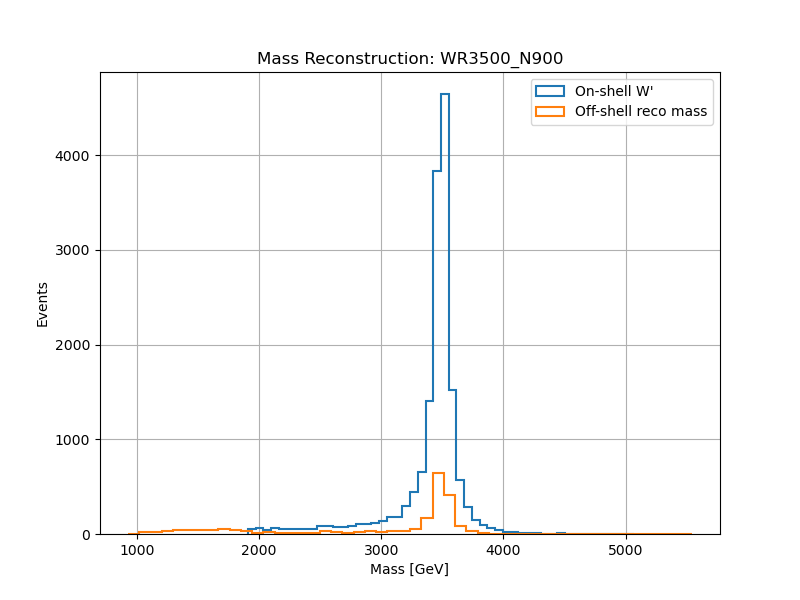 Mass Reconstruction: WR3500_N900
On-shell W'
Off-shell reco mass
4000
3000
2000
1000
0
Events
1000 2000 3000 4000 5000
Mass [GeV]